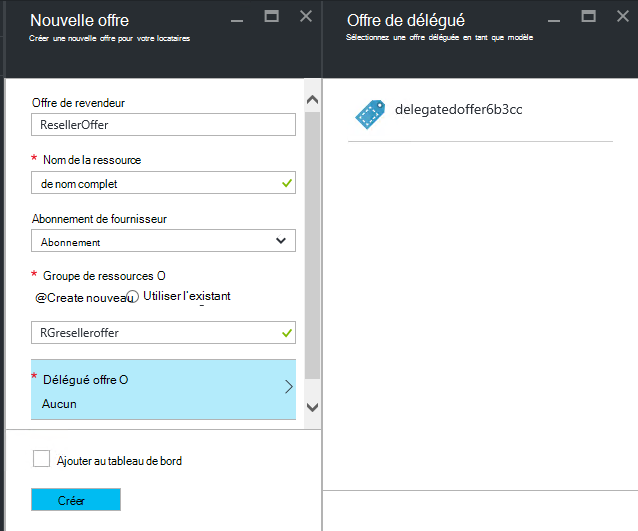 Nouvelle offre
Créer une nouvelle offre pour votre locataires
Offre de revendeur
ResellerOffer
* Nom de la ressource
de nom complet
Abonnement de fournisseur
Abonnement
* Groupe de ressources O
@Create nouveau Utiliser l'existant
RGreselleroffer
* Délégué offre O
Aucun
Ajouter au tableau de bord
Créer
Offre de délégué
Sélectionnez une offre déléguée en tant que modèle
delegatedoffer6b3cc